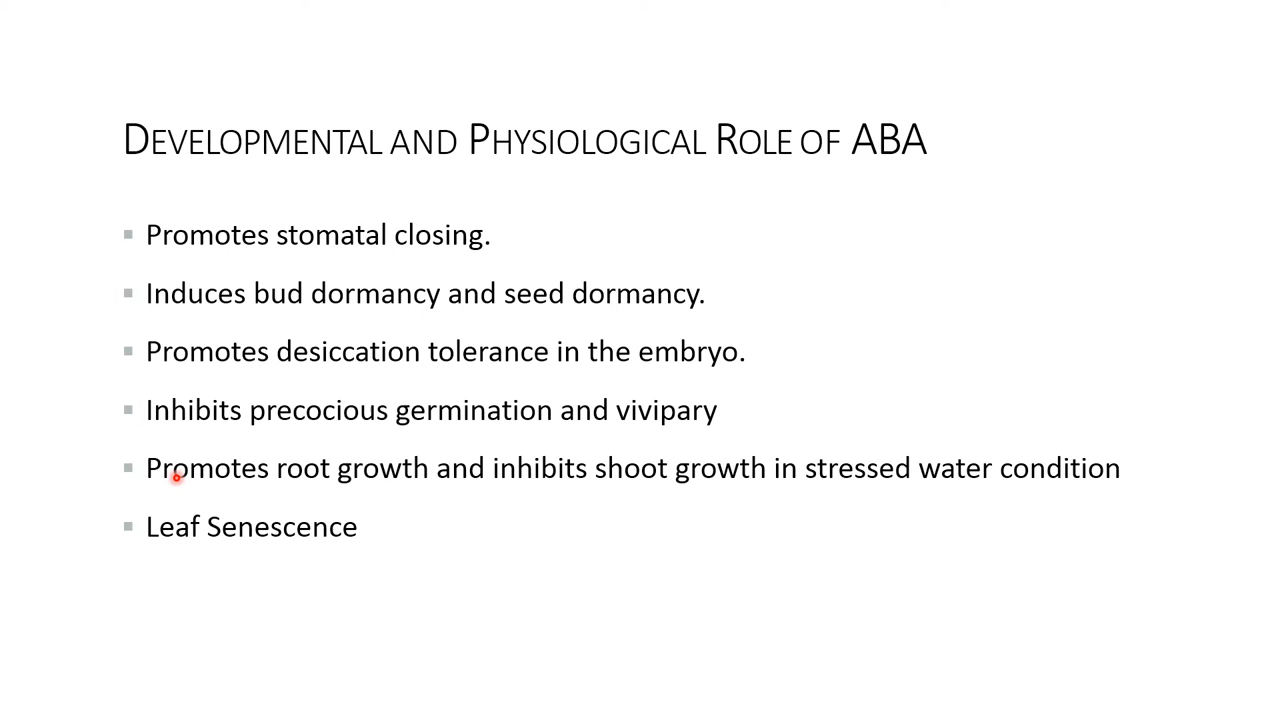 Developmental and Physiological Role of ABA
Promotes stomatal closing.
Induces bud dormancy and seed dormancy.
Promotes desiccation tolerance in the embryo.
Inhibits precocious germination and vivipary
Promotes root growth and inhibits shoot growth in stressed water condition
Leaf Senescence